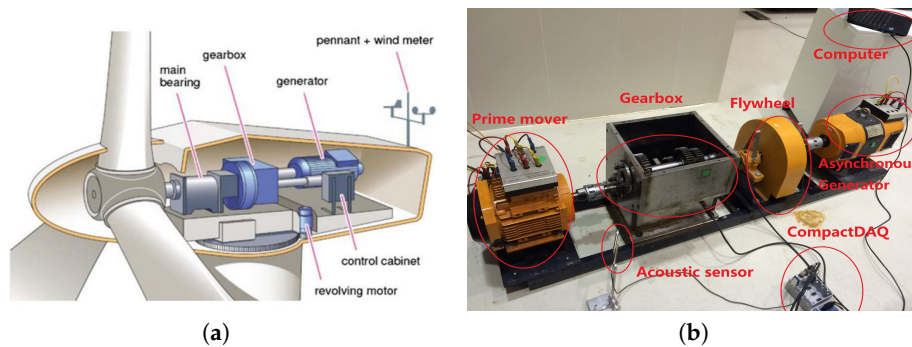 pennant + wind meter
gearbox
generator
main
bearing
control cabinet
revolving motor
(a)
Computer
Prime mover
Gearbox
Flywheel
Asynchronou
Generator
CompactDAQ
Acoustic sensor
(b)